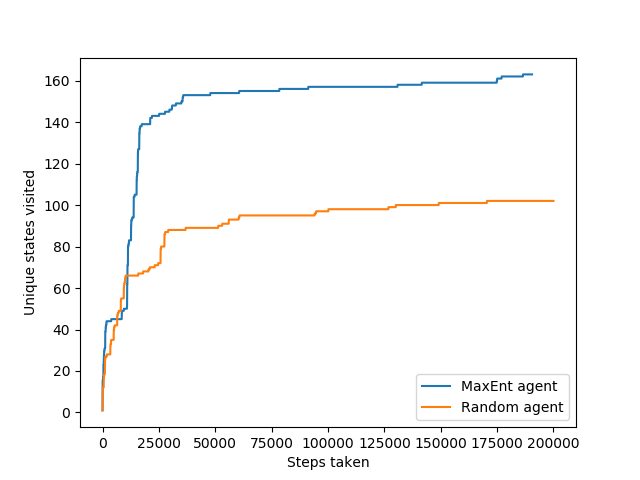 160
140
120
100
80
60
40
20
0
Unique states visited
MaxEnt agent
Random agent
0 25000 50000 75000 100000 125000 150000 175000 200000
Steps taken